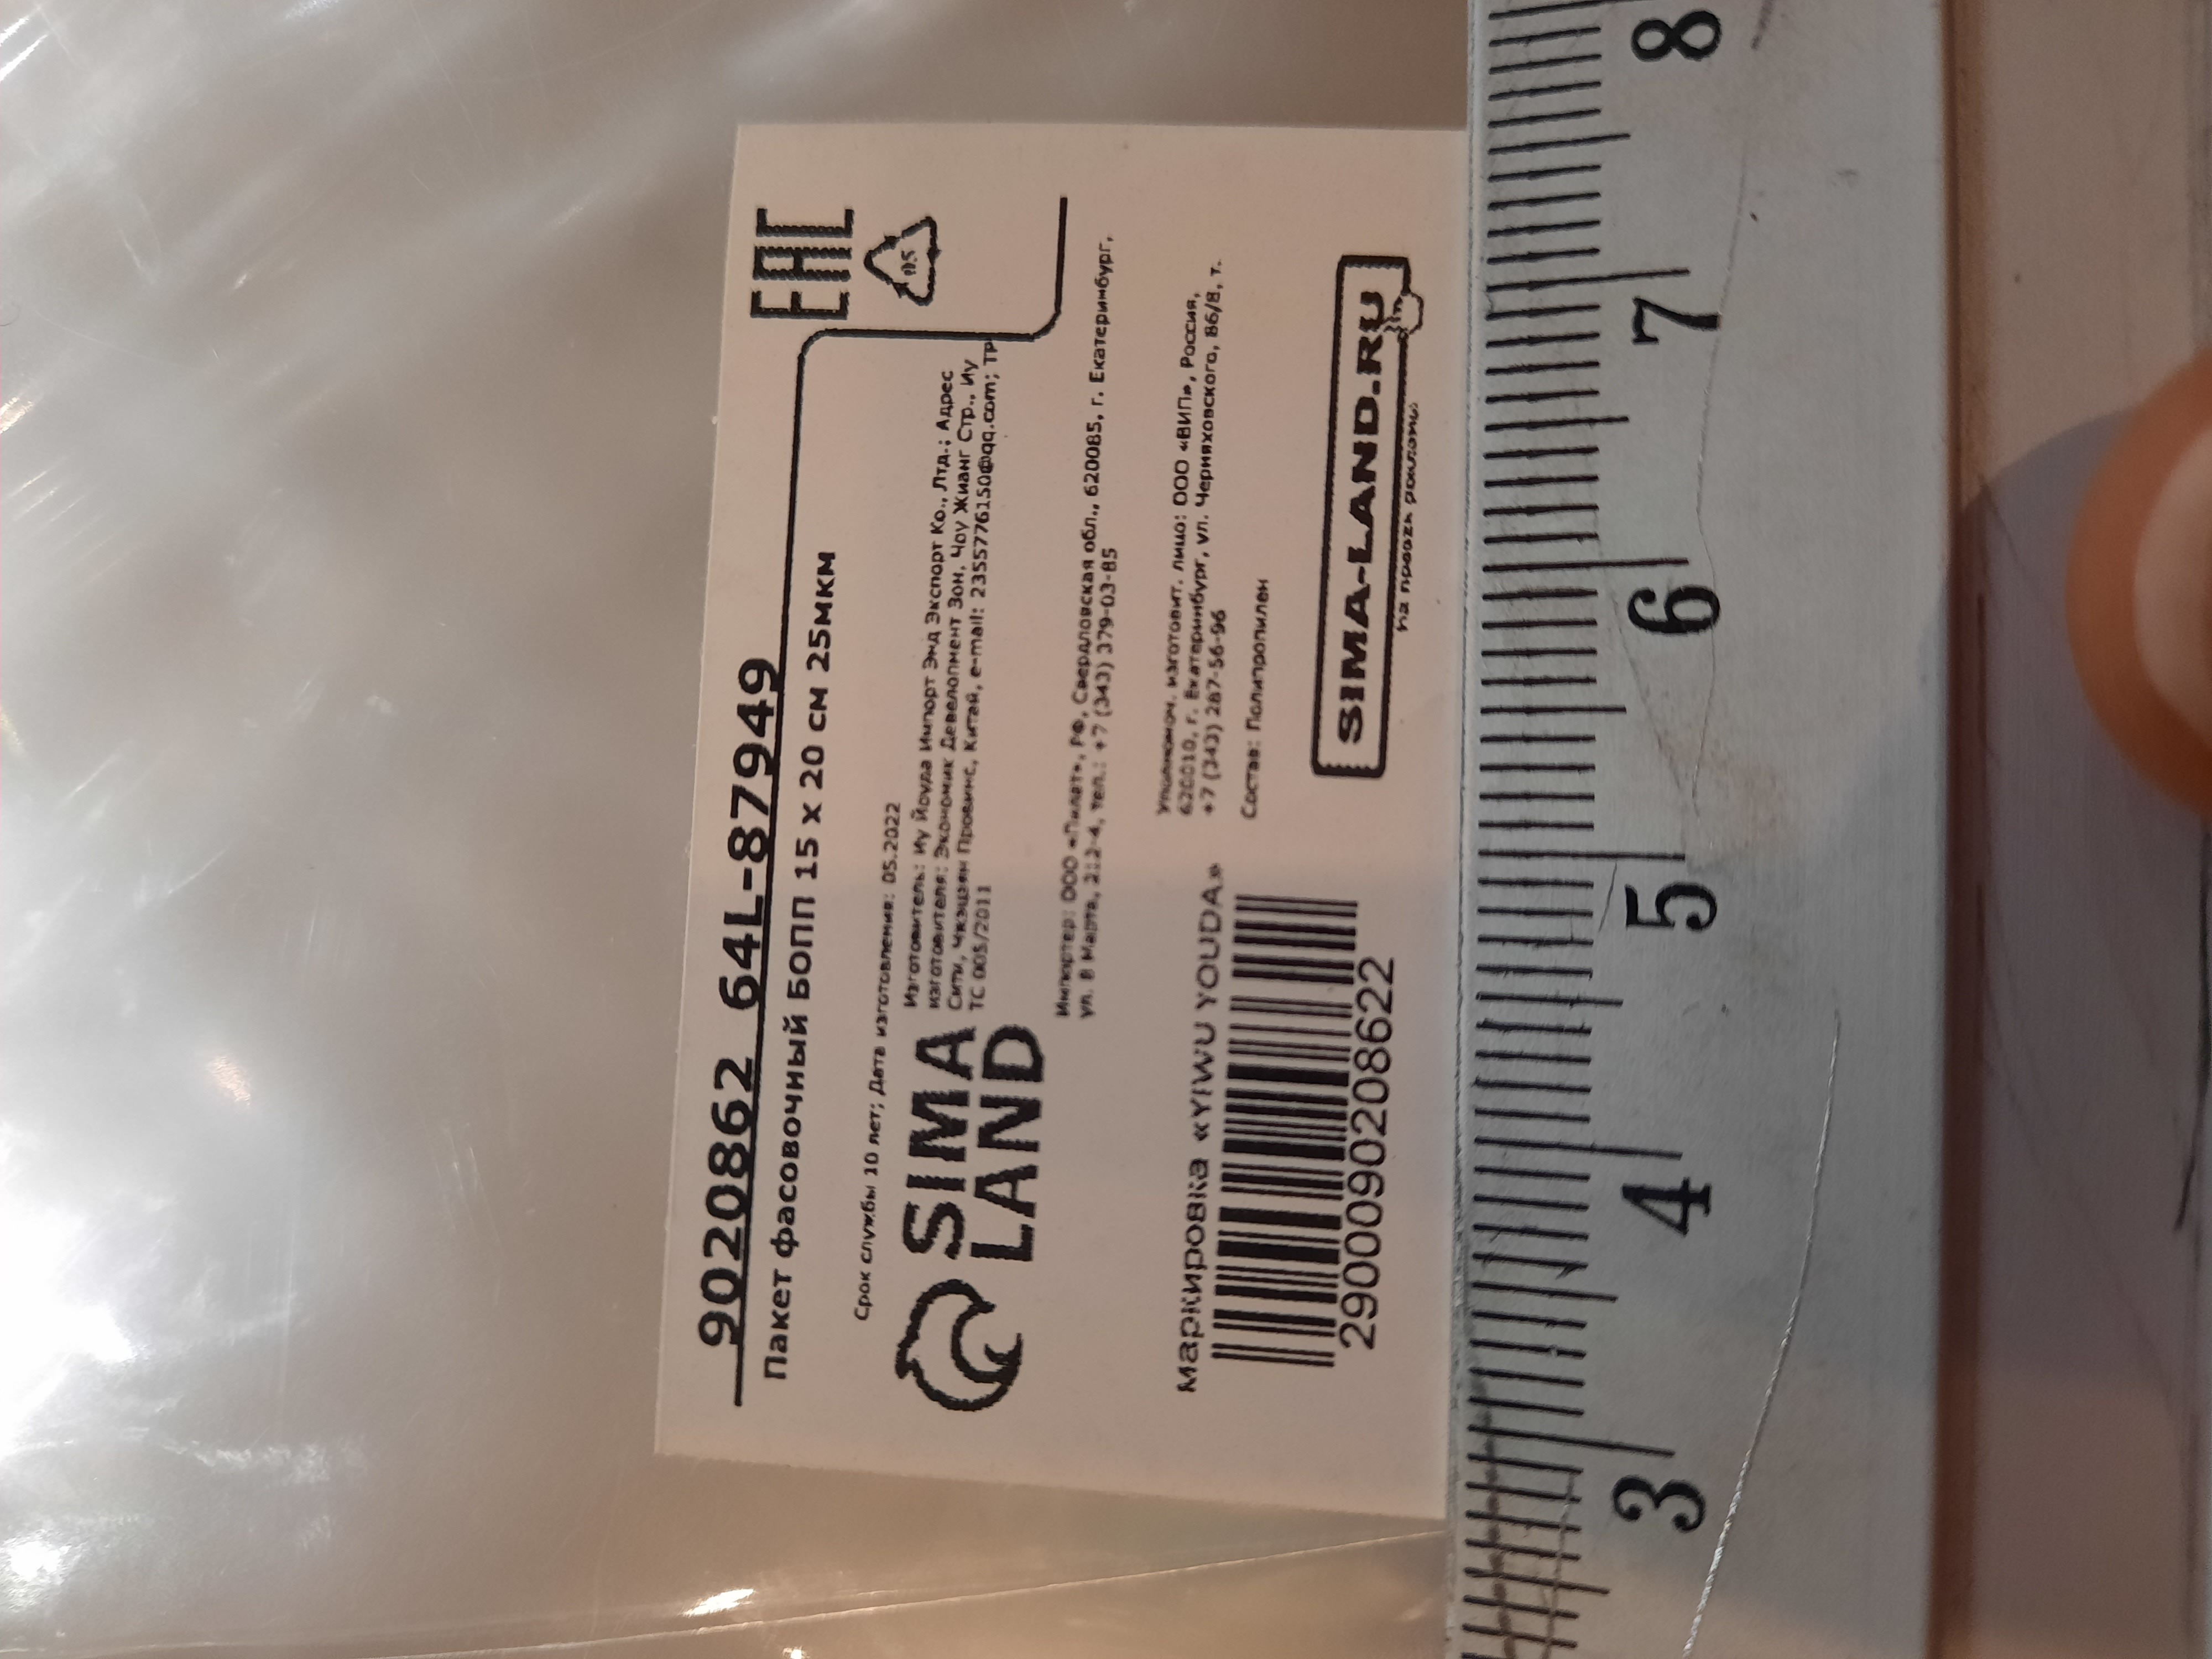 9020862 64L-87949
Пакет фасовочный БОПП 15 х 20 см 25мкм
EAC
05
Срок службы 10 лет; Дата изготовления: 05.2022
SIMA
LAND
Изготовитель: Иу Йоуда Импорт Энд Экспорт Ко., Лтд.; Адрес
изготовителя: Экономик Девелопмент Зон, Чоу Жианг Стр., Иу
Сити, Чжэцзян Провинс, Китай, e-mail: 2355776150@qq.com; ТР
ТС 005/2011
Импортер: ООО «Пилат», РФ, Свердловская обл., 620085, г. Екатеринбург,
ул. 8 Марта, 212-4, тел.: +7 (343) 379-03-85
Уполномом. изготовит. лицо: ООО «ВИП», Россия,
620010, г. Екатеринбург, ул. Черняховского, 86/8, т.
+7 (343) 287-56-96
Состав: Полипропилен
маркировка «YIWU YOUDA»
2900090208622
SIMA-LAND.RU
3 4 5 6 7 8